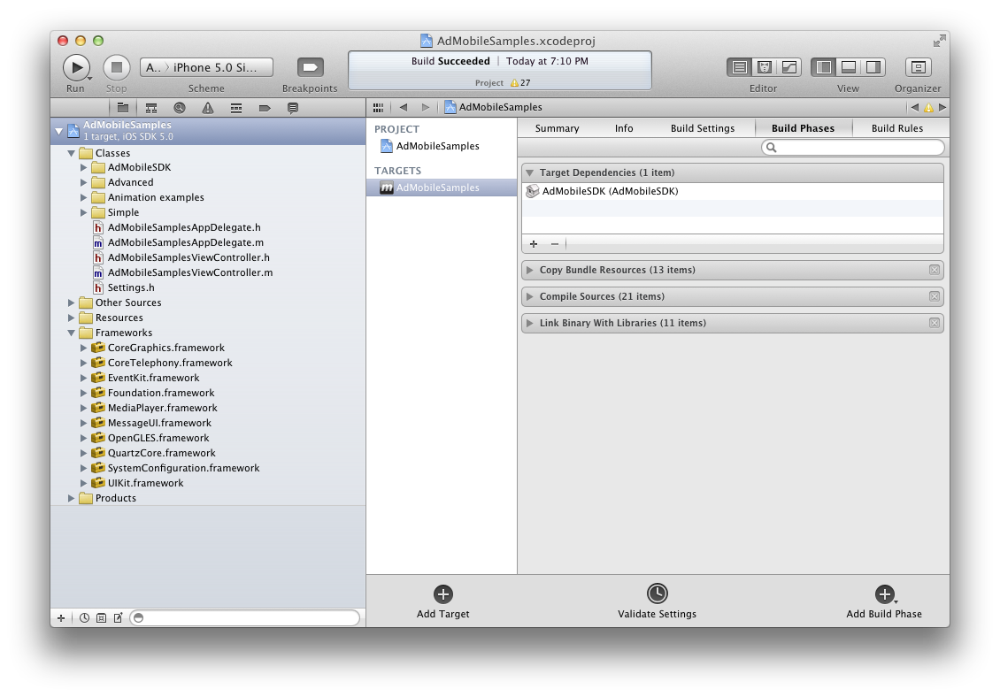 AdMobileSamples.xcodeproj
Run
Stop
A.. › iPhone 5.0 Si...
Scheme
Breakpoints
Build Succeeded | Today at 7:10 PM
Project 27
Editor
View
Organizer
AdMobileSamples
1 target, iOS SDK 5.0
Classes
AdMobileSDK
Advanced
Animation examples
Simple
h AdMobileSamplesAppDelegate.h
m AdMobileSamplesAppDelegate.m
h AdMobileSamplesViewController.h
m AdMobileSamplesViewController.m
h Settings.h
Other Sources
Resources
Frameworks
CoreGraphics.framework
CoreTelephony.framework
EventKit.framework
Foundation.framework
MediaPlayer.framework
MessageUI.framework
OpenGLES.framework
QuartzCore.framework
SystemConfiguration.framework
UIKit.framework
Products
AdMobileSamples
PROJECT
AdMobileSamples
TARGETS
m AdMobileSamples
Summary
Info
Build Settings
Build Phases
Build Rules
Target Dependencies (1 item)
AdMobileSDK (AdMobileSDK)
Copy Bundle Resources (13 items)
Compile Sources (21 items)
Link Binary With Libraries (11 items)
Add Target
Validate Settings
Add Build Phase